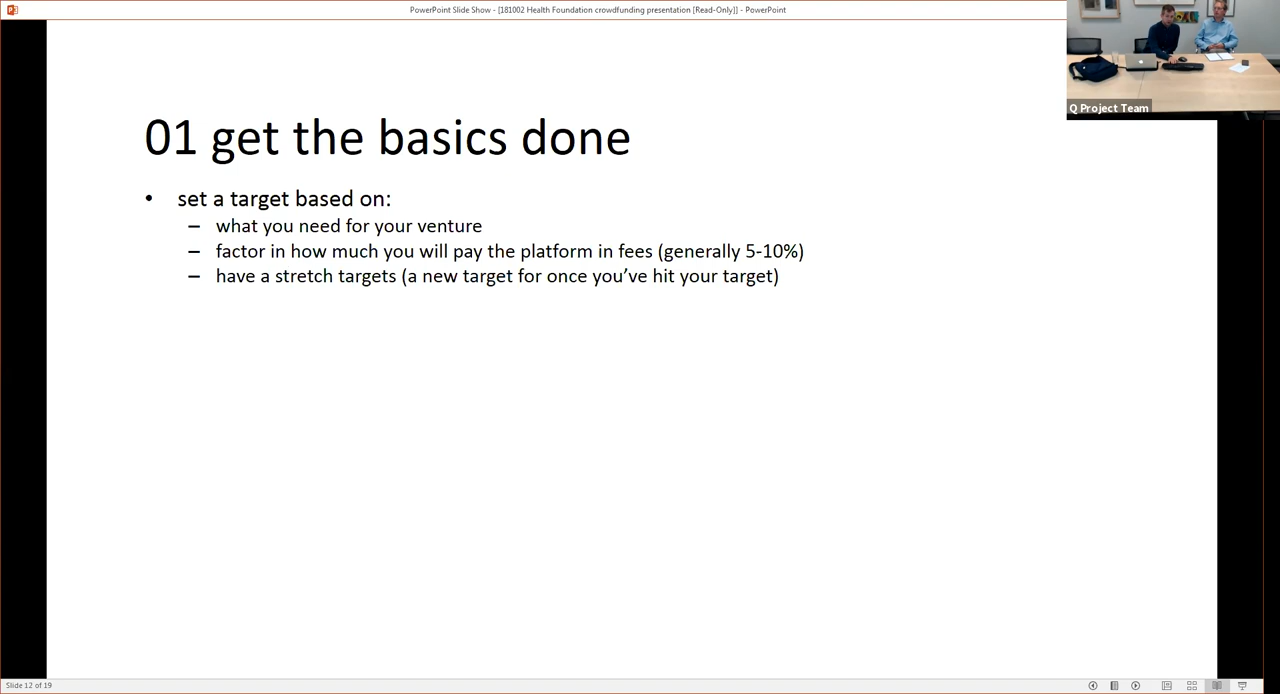 PowerPoint Slide Show - [181002 Health Foundation crowdfunding presentation [Read-Only]] - PowerPoint
Q Project Team
01 get the basics done
• set a target based on:
– what you need for your venture
– factor in how much you will pay the platform in fees (generally 5-10%)
– have a stretch targets (a new target for once you’ve hit your target)
Slide 12 of 19